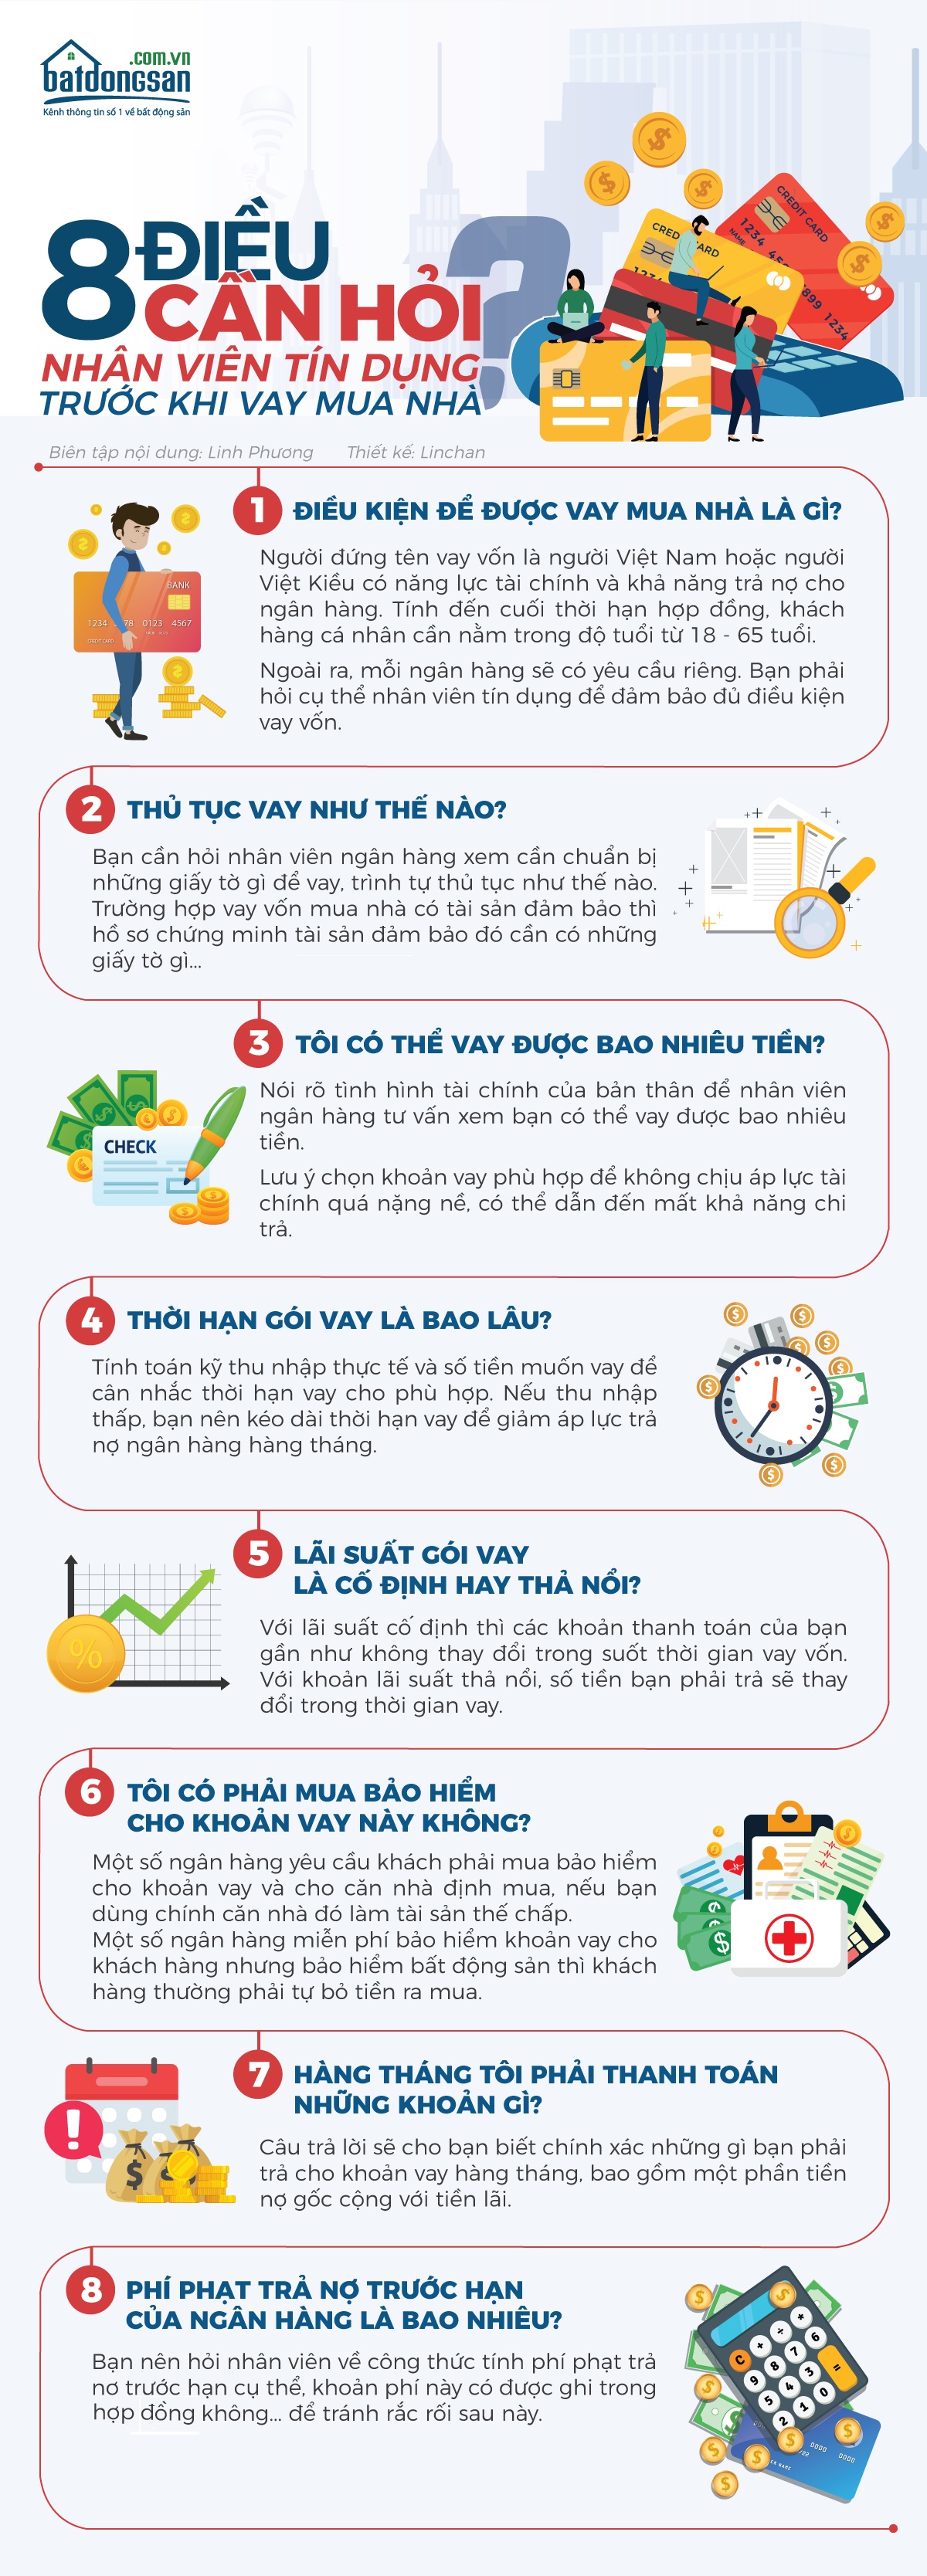 .com.vn
batdongsan
Kênh thông tin số 1 về bất động sản
8 ĐIỀU
CẦN HỎI
?
NHÂN VIÊN TÍN DỤNG
TRƯỚC KHI VAY MUA NHÀ
CREDIT CARD
1234
NAME
899 1234
Biên tập nội dung: Linh Phương Thiết kế: Linchan
1 ĐIỀU KIỆN ĐỂ ĐƯỢC VAY MUA NHÀ LÀ GÌ?
BANK
1234 78 0123 4567
CREDIT CARD
Người đứng tên vay vốn là người Việt Nam hoặc người
Việt Kiều có năng lực tài chính và khả năng trả nợ cho
ngân hàng. Tính đến cuối thời hạn hợp đồng, khách
hàng cá nhân cần nằm trong độ tuổi từ 18 - 65 tuổi.
Ngoài ra, mỗi ngân hàng sẽ có yêu cầu riêng. Bạn phải
hỏi cụ thể nhân viên tín dụng để đảm bảo đủ điều kiện
vay vốn.
2 THỦ TỤC VAY NHƯ THẾ NÀO?
Bạn cần hỏi nhân viên ngân hàng xem cần chuẩn bị
những giấy tờ gì để vay, trình tự thủ tục như thế nào.
Trường hợp vay vốn mua nhà có tài sản đảm bảo thì
hồ sơ chứng minh tài sản đảm bảo đó cần có những
giấy tờ gì...
3 TÔI CÓ THỂ VAY ĐƯỢC BAO NHIÊU TIỀN?
CHECK
Nói rõ tình hình tài chính của bản thân để nhân viên
ngân hàng tư vấn xem bạn có thể vay được bao nhiêu
tiền.
Lưu ý chọn khoản vay phù hợp để không chịu áp lực tài
chính quá nặng nề, có thể dẫn đến mất khả năng chi
trả.
4 THỜI HẠN GÓI VAY LÀ BAO LÂU?
Tính toán kỹ thu nhập thực tế và số tiền muốn vay để
cân nhắc thời hạn vay cho phù hợp. Nếu thu nhập
thấp, bạn nên kéo dài thời hạn vay để giảm áp lực trả
nợ ngân hàng hàng tháng.
5 LÃI SUẤT GÓI VAY
LÀ CỐ ĐỊNH HAY THẢ NỔI?
%
Với lãi suất cố định thì các khoản thanh toán của bạn
gần như không thay đổi trong suốt thời gian vay vốn.
Với khoản lãi suất thả nổi, số tiền bạn phải trả sẽ thay
đổi trong thời gian vay.
6 TÔI CÓ PHẢI MUA BẢO HIỂM
CHO KHOẢN VAY NÀY KHÔNG?
Một số ngân hàng yêu cầu khách phải mua bảo hiểm
cho khoản vay và cho căn nhà định mua, nếu bạn
dùng chính căn nhà đó làm tài sản thế chấp.
Một số ngân hàng miễn phí bảo hiểm khoản vay cho
khách hàng nhưng bảo hiểm bất động sản thì khách
hàng thường phải tự bỏ tiền ra mua.
7 HÀNG THÁNG TÔI PHẢI THANH TOÁN
NHỮNG KHOẢN GÌ?
!
Câu trả lời sẽ cho bạn biết chính xác những gì bạn phải
trả cho khoản vay hàng tháng, bao gồm một phần tiền
nợ gốc cộng với tiền lãi.
8 PHÍ PHẠT TRẢ NỢ TRƯỚC HẠN
CỦA NGÂN HÀNG LÀ BAO NHIÊU?
Bạn nên hỏi nhân viên về công thức tính phí phạt trả
nơ trước hạn cụ thể, khoản phí này có được ghi trong
hợp đồng không... để tránh rắc rối sau này.
C + ÷ *
9 8 7 6
5 4 3 =
2 1 0
0000 0000